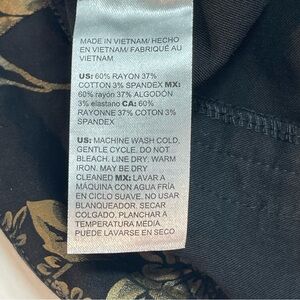 MADE IN VIETNAM/ HECHO
EN VIETNAM/ FABRIQUÉ AU
VIETNAM
US: 60% RAYON 37%
COTTON 3% SPANDEX MX:
60% rayón 37% ALGODÓN
3% elastano CA: 60%
RAYONNE 37% COTON 3%
SPANDEX
US: MACHINE WASH COLD,
GENTLE CYCLE. DO NOT
BLEACH. LINE DRY. WARM
IRON. MAY BE DRY
CLEANED MX: LAVAR A
MÁQUINA CON AGUA FRÍA
EN CICLO SUAVE. NO USAR
BLANQUEADOR. SECAR
COLGADO. PLANCHAR A
TEMPERATURA MEDIA.
PUEDE LAVARSE EN SECO